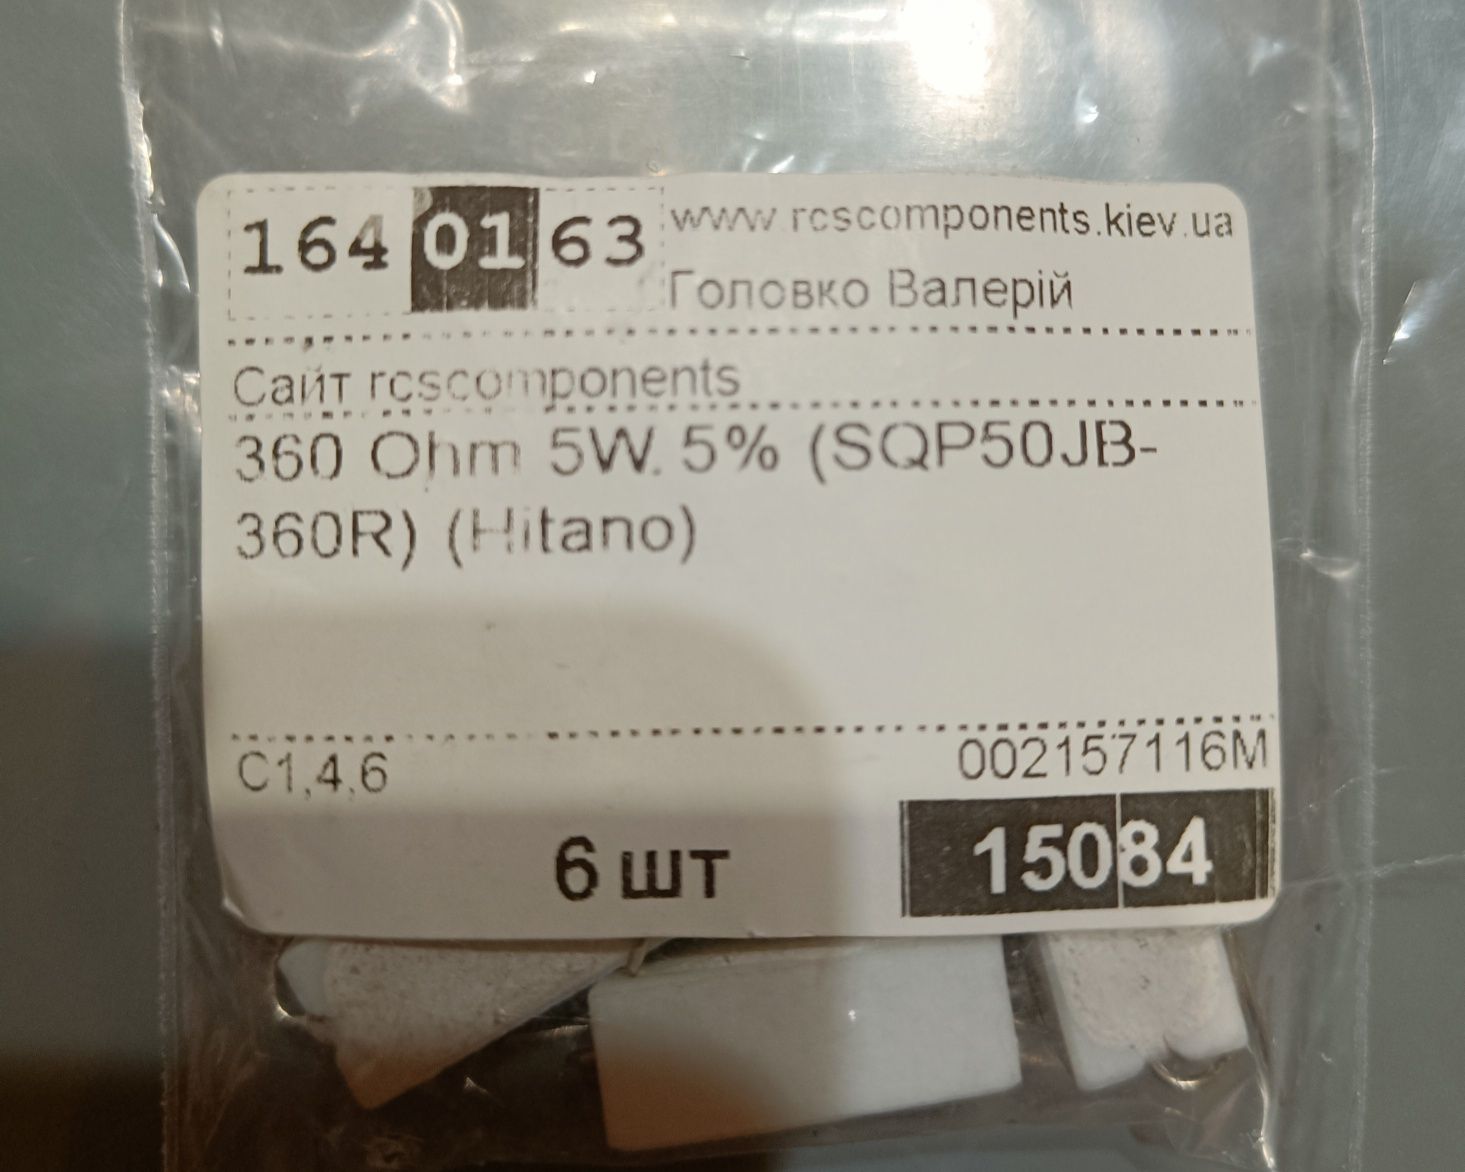 164 01 63
www.rcscomponents.kiev.ua
Головко Валерій
Сайт rcscomponents
360 Ohm 5W. 5% (SQP50JB-
360R) (Hitano)
C1,4,6
002157116M
6 шт
15084